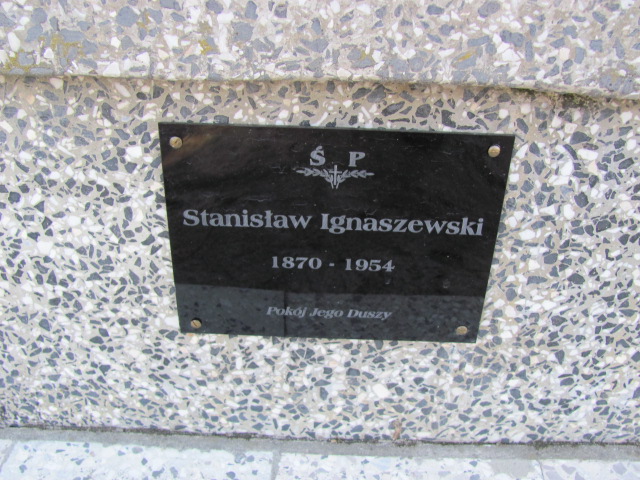 Ś P
Stanisław Ignaszewski
1870 - 1954
Pokój Jego Duszy